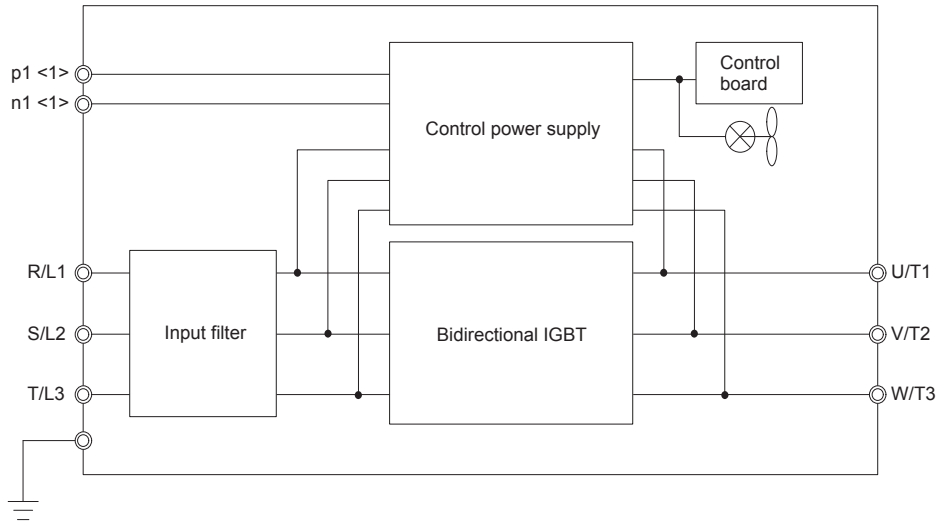 p1 <1>
n1 <1>
Control power supply
Control
board
R/L1
S/L2
T/L3
Input filter
Bidirectional IGBT
U/T1
V/T2
W/T3